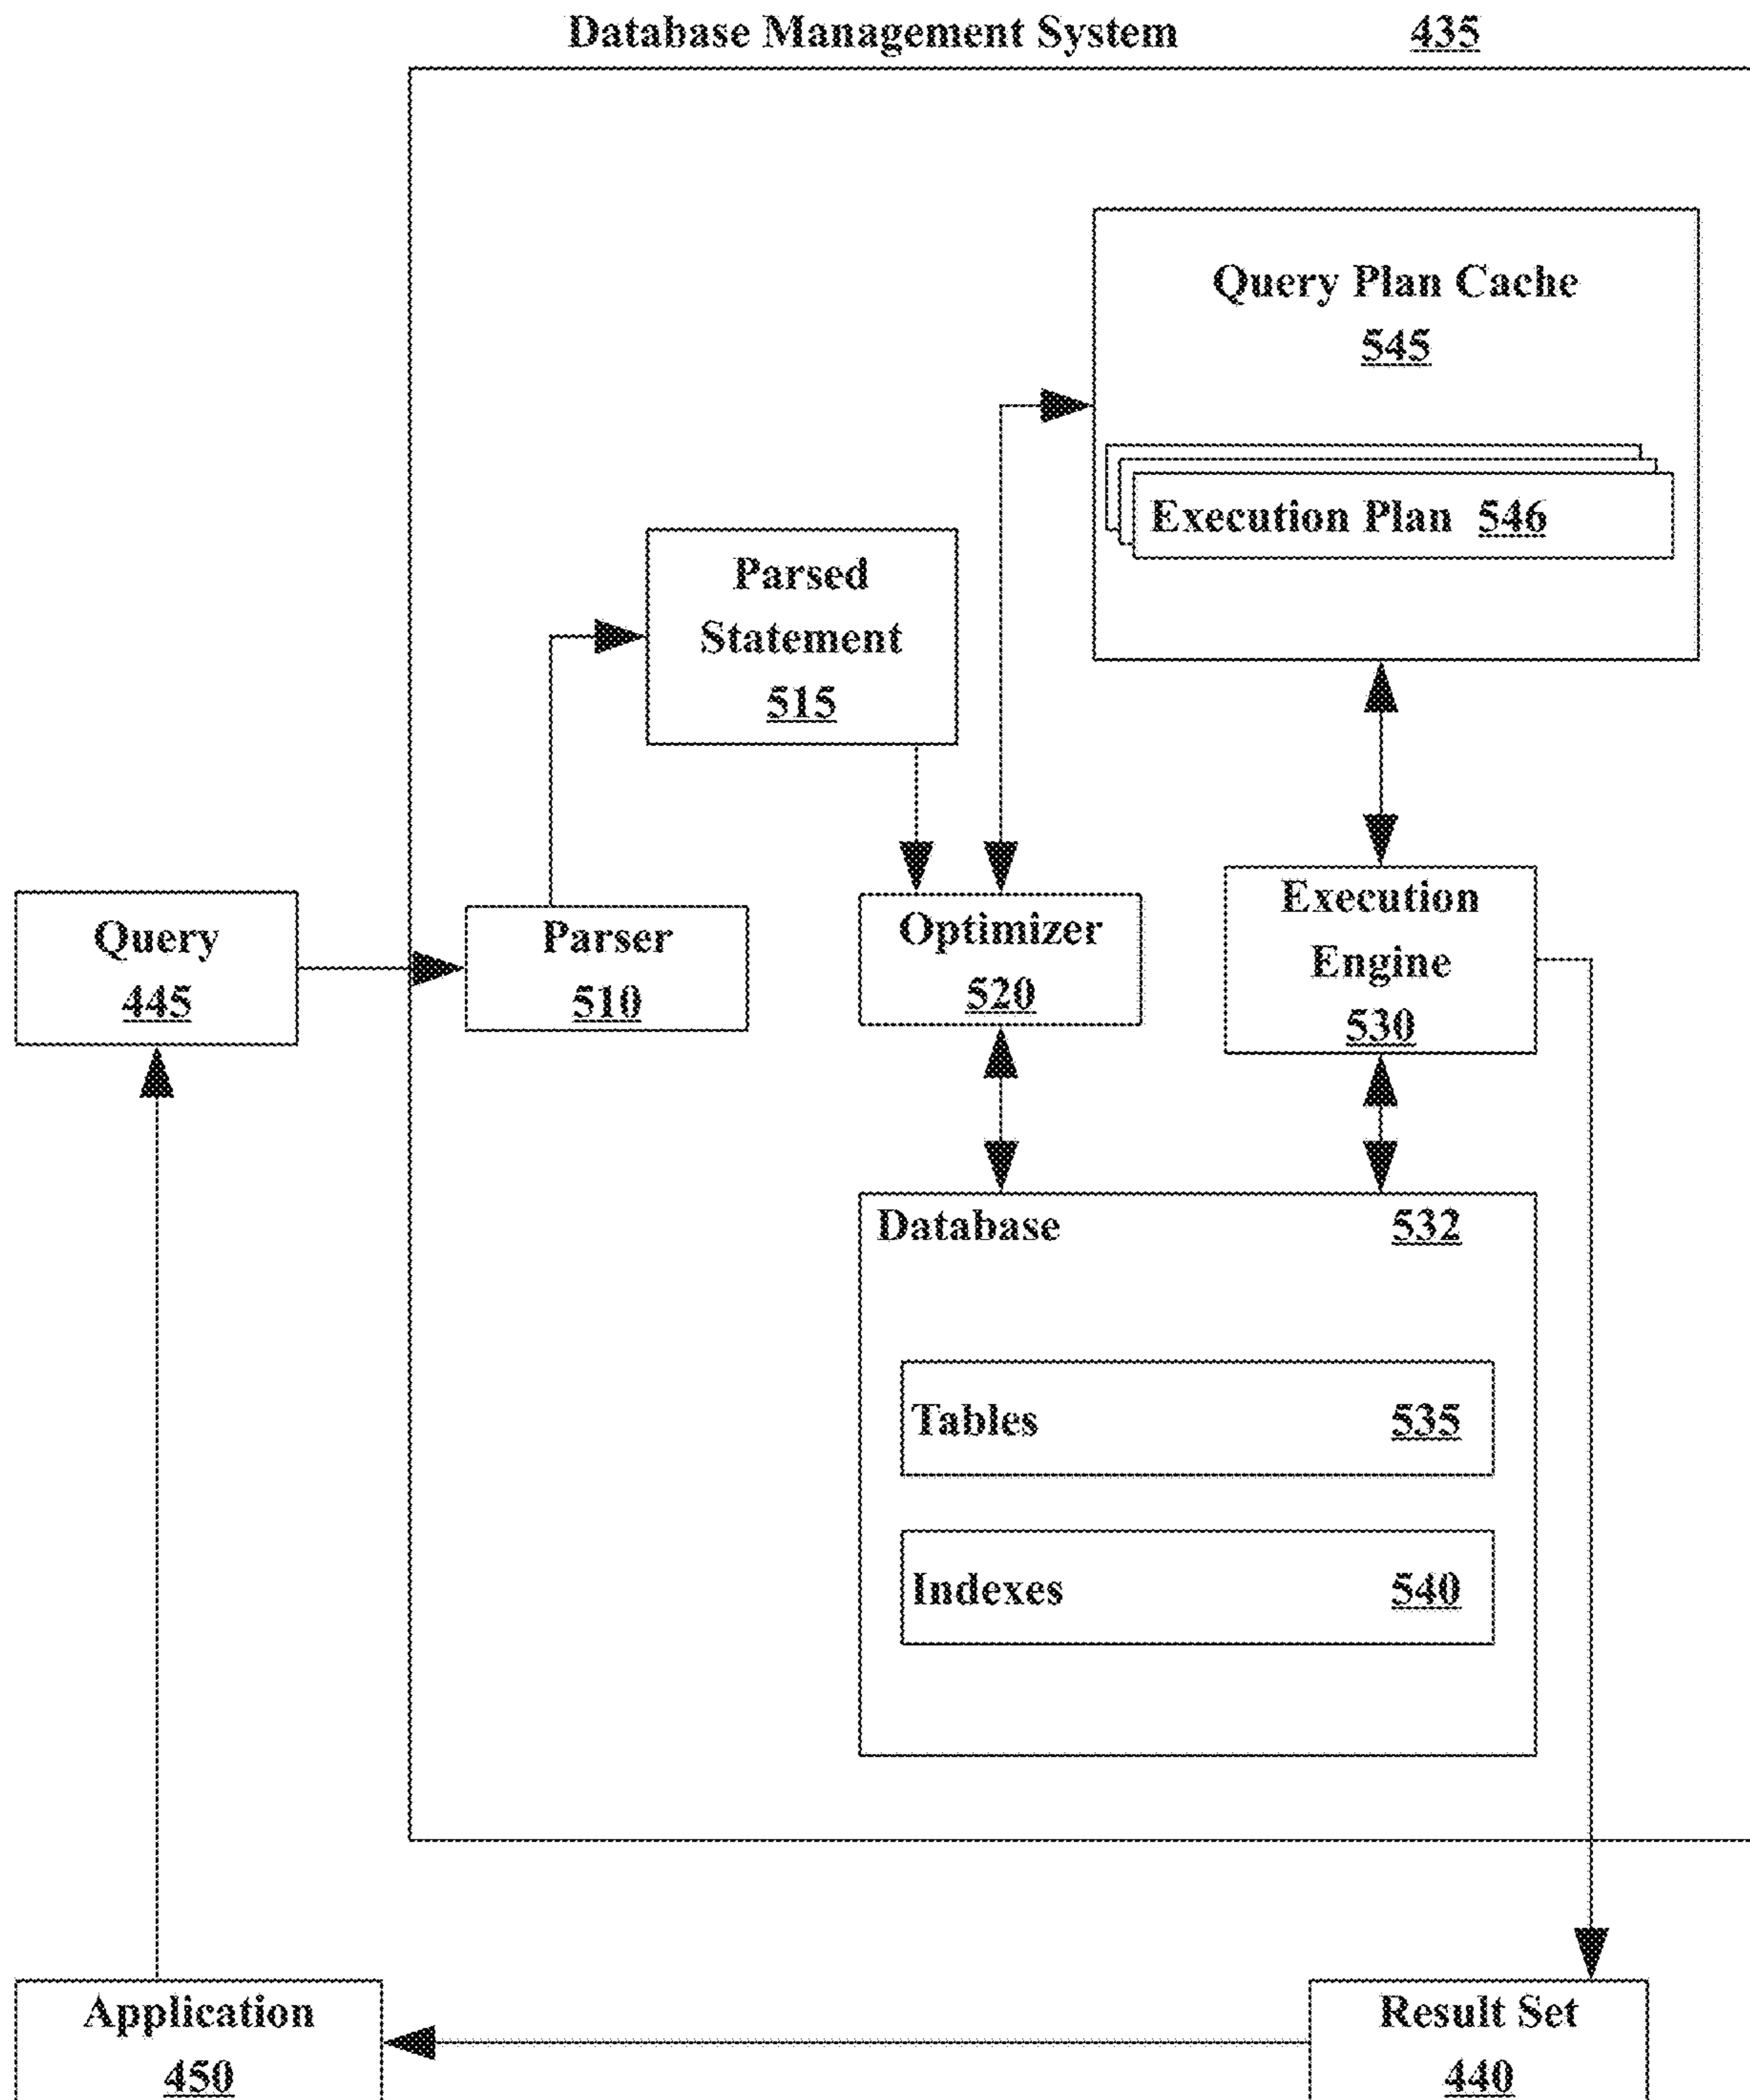 Database Management System 435
Query Plan Cache
545
Execution Plan 546
Parsed
Statement
515
Query
445
Parser
510
Optimizer
520
Execution
Engine
530
Database 532
Tables 535
Indexes 540
Application
450
Result Set
440